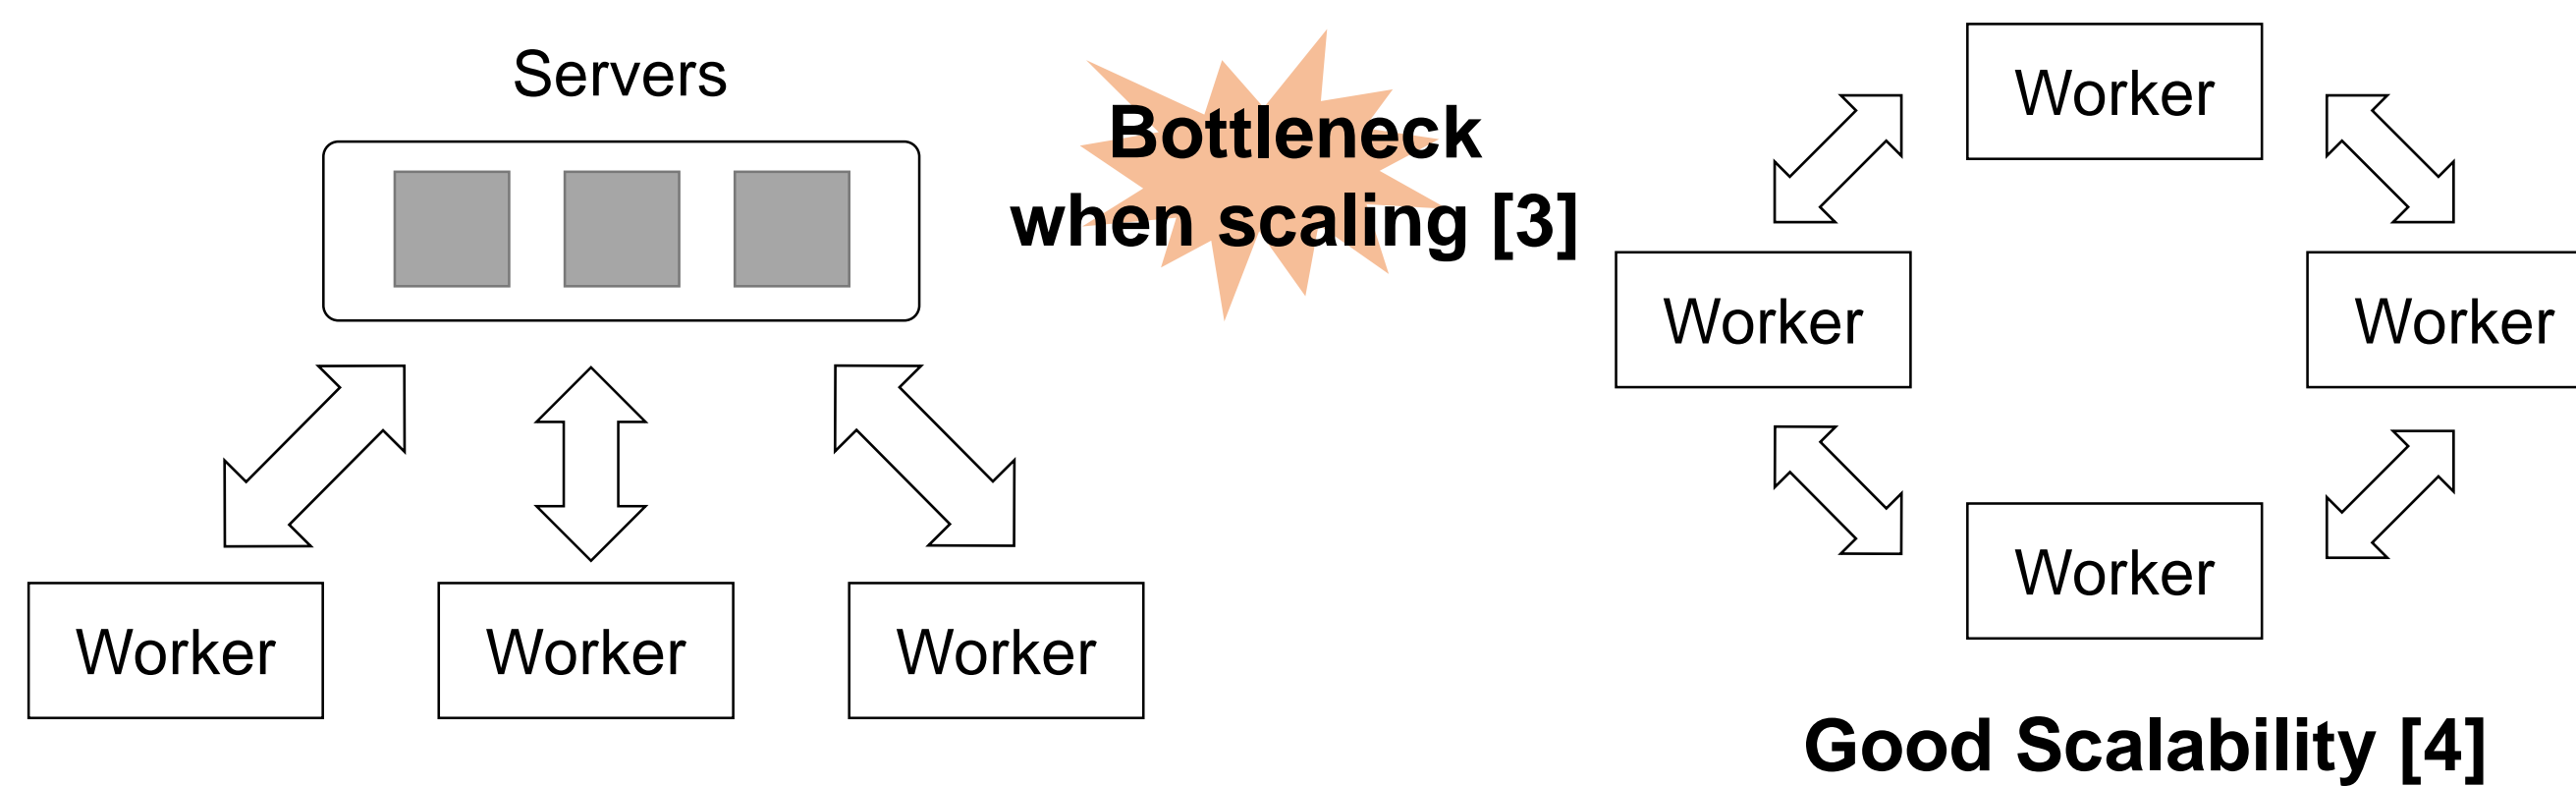 Servers
Bottleneck
when scaling [3]
Worker
Worker
Worker
Worker
Worker
Worker
Worker
Good Scalability [4]